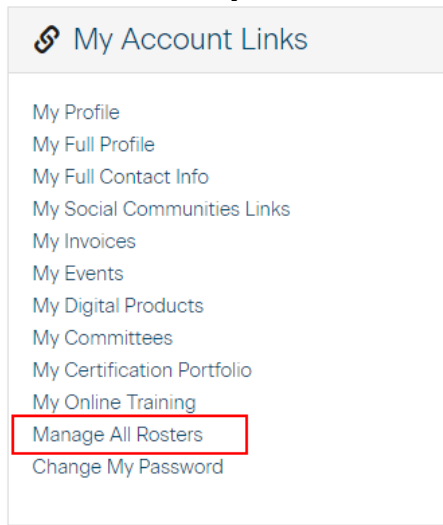 My Account Links
My Profile
My Full Profile
My Full Contact Info
My Social Communities Links
My Invoices
My Events
My Digital Products
My Committees
My Certification Portfolio
My Online Training
Manage All Rosters
Change My Password